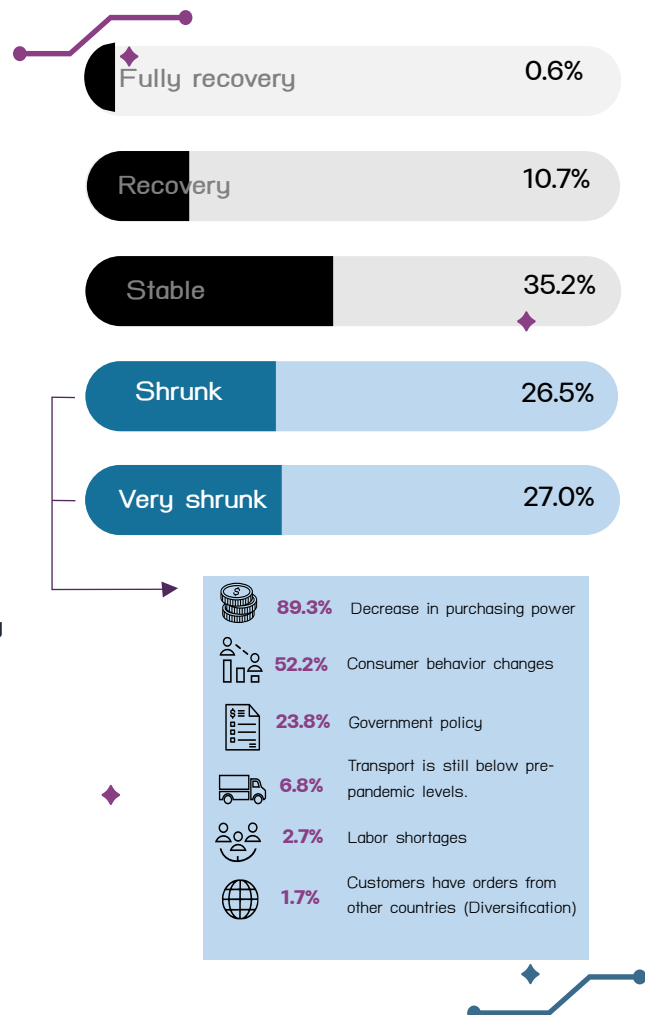 Fully recovery 0.6%
Recovery 10.7%
Stable 35.2%
Shrunk 26.5%
Very shrunk 27.0%
89.3% Decrease in purchasing power
52.2% Consumer behavior changes
23.8% Government policy
6.8% Transport is still below pre-
pandemic levels.
2.7% Labor shortages
1.7% Customers have orders from
other countries (Diversification)